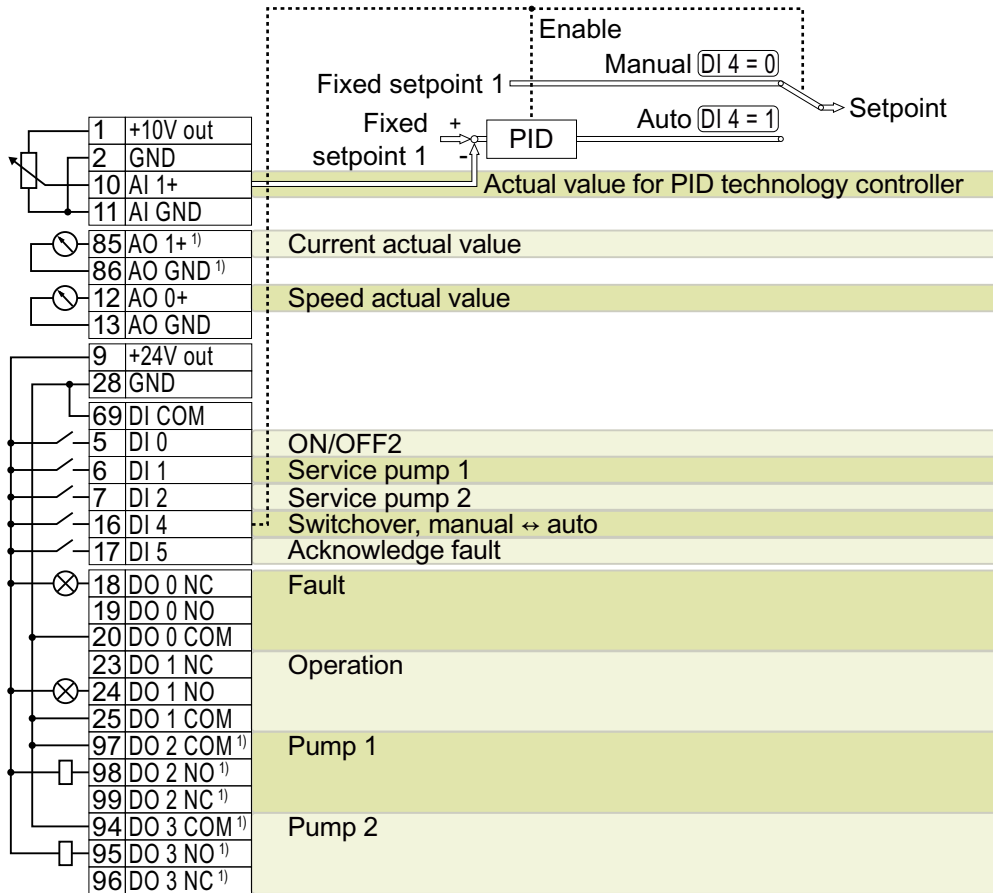 Enable
Manual DI 4 = 0
Fixed setpoint 1
Setpoint
Fixed + Auto DI 4 = 1
setpoint 1 - PID
1 +10V out
2 GND
10 AI 1+ Actual value for PID technology controller
11 AI GND
85 AO 1+ 1) Current actual value
86 AO GND 1)
12 AO 0+ Speed actual value
13 AO GND
9 +24V out
28 GND
69 DI COM
5 DI 0 ON/OFF2
6 DI 1 Service pump 1
7 DI 2 Service pump 2
16 DI 4 Switchover, manual ↔ auto
17 DI 5 Acknowledge fault
18 DO 0 NC Fault
19 DO 0 NO
20 DO 0 COM
23 DO 1 NC Operation
24 DO 1 NO
25 DO 1 COM
97 DO 2 COM 1) Pump 1
98 DO 2 NO 1)
99 DO 2 NC 1)
94 DO 3 COM 1) Pump 2
95 DO 3 NO 1)
96 DO 3 NC 1)